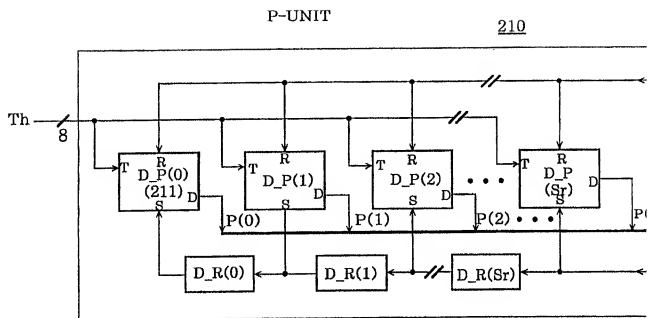 P-UNIT
210
Th
8
R
T
D_P(0)
(211)
D
S
P(0)
R
T
D_P(1)
D
S
P(1)
R
T
D_P(2)
D
S
P(2)
R
T
D_P
(Sr)
D
S
P(
D_R(0)
D_R(1)
D_R(Sr)